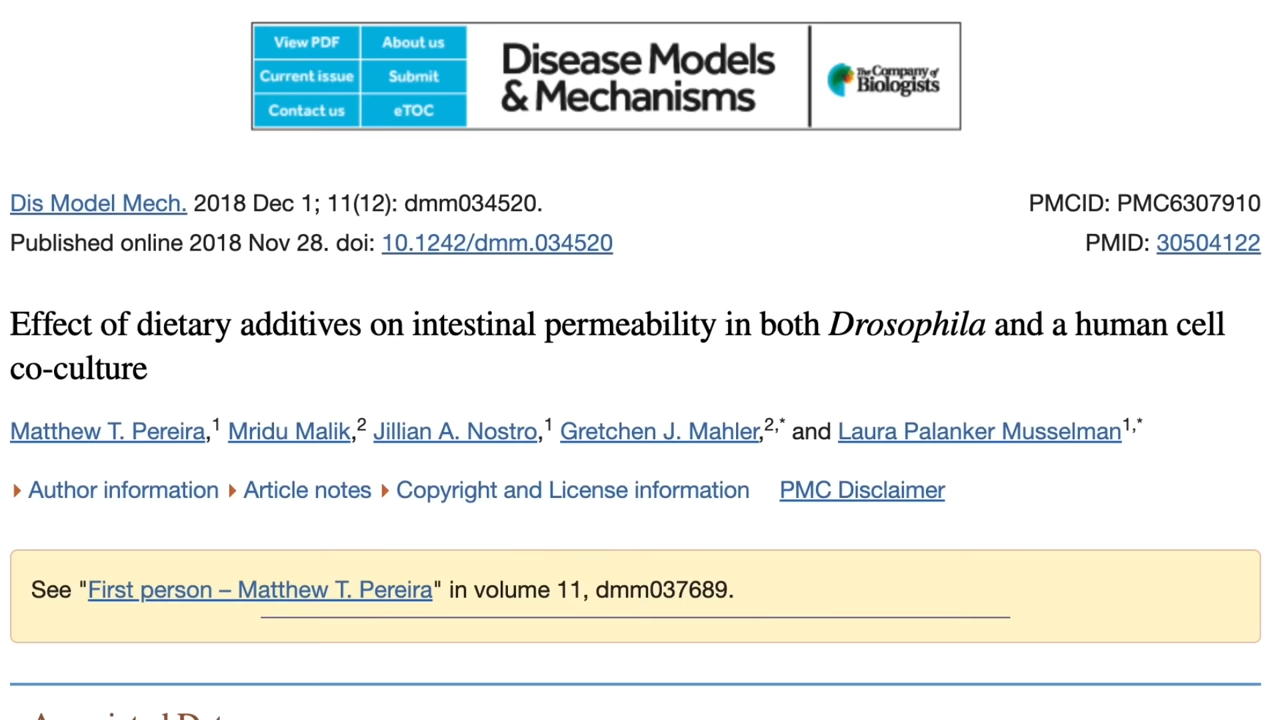 View PDF About us
Current issue Submit
Contact us eTOC
Disease Models
& Mechanisms
The Company of
Biologists
Dis Model Mech. 2018 Dec 1; 11(12): dmm034520.
PMCID: PMC6307910
Published online 2018 Nov 28. doi: 10.1242/dmm.034520
PMID: 30504122
Effect of dietary additives on intestinal permeability in both Drosophila and a human cell
co-culture
Matthew T. Pereira,1 Mridu Malik,2 Jillian A. Nostro,1 Gretchen J. Mahler,2,* and Laura Palanker Musselman1,*
Author information Article notes Copyright and License information PMC Disclaimer
See "First person – Matthew T. Pereira" in volume 11, dmm037689.